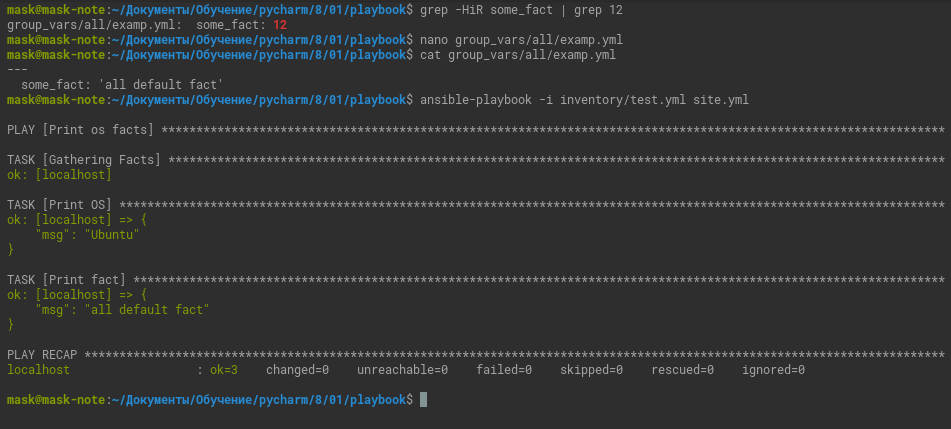 mask@mask-note:~/Документы/Обучение/pycharm/8/01/playbook$ grep -HiR some_fact | grep 12
group_vars/all/examp.yml:  some_fact: 12
mask@mask-note:~/Документы/Обучение/pycharm/8/01/playbook$ nano group_vars/all/examp.yml
mask@mask-note:~/Документы/Обучение/pycharm/8/01/playbook$ cat group_vars/all/examp.yml
---
  some_fact: 'all default fact'
mask@mask-note:~/Документы/Обучение/pycharm/8/01/playbook$ ansible-playbook -i inventory/test.yml site.yml
PLAY [Print os facts] ****************************************************************************************************************
TASK [Gathering Facts] ***************************************************************************************************************
ok: [localhost]
TASK [Print OS] **********************************************************************************************************************
ok: [localhost] => {
    "msg": "Ubuntu"
}
TASK [Print fact] ********************************************************************************************************************
ok: [localhost] => {
    "msg": "all default fact"
}
PLAY RECAP ***************************************************************************************************************************
localhost                  : ok=3    changed=0    unreachable=0    failed=0    skipped=0    rescued=0    ignored=0
mask@mask-note:~/Документы/Обучение/pycharm/8/01/playbook$